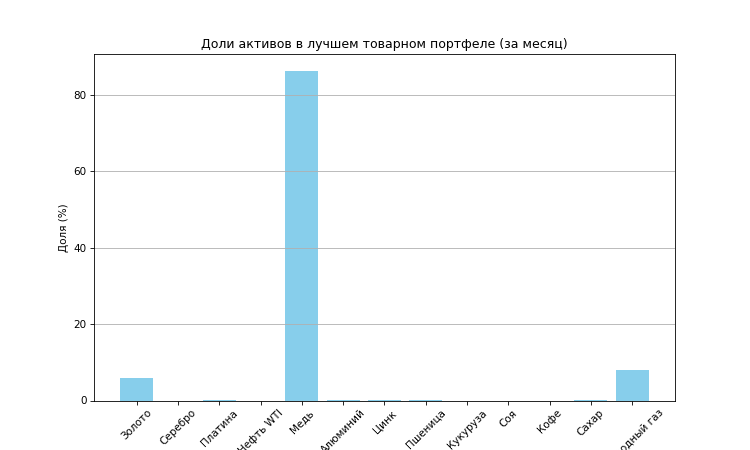 Доли активов в лучшем товарном портфеле (за месяц)
Доля (%)
80
60
40
20
0
Золото
Серебро
Платина
Нефть WTI
Медь
Алюминий
Цинк
Пшеница
Кукуруза
Соя
Кофе
Сахар
одный газ